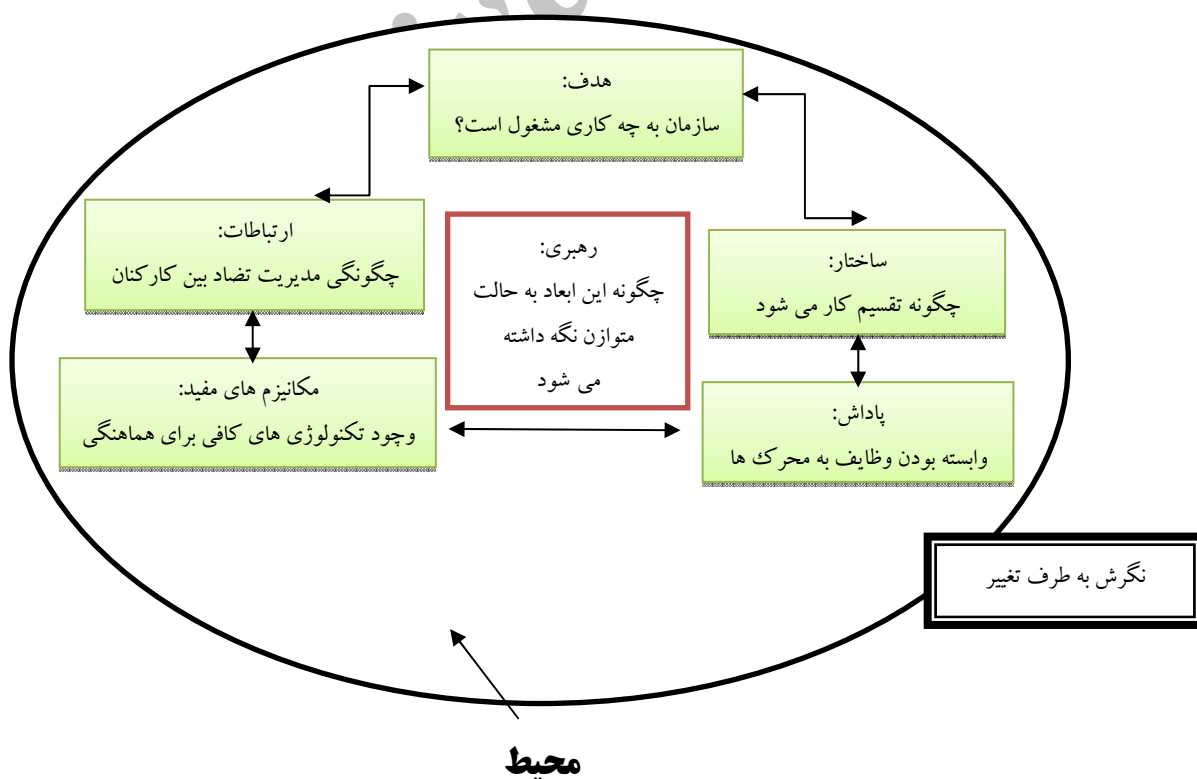 هدف:
سازمان به چه کاری مشغول است؟
ارتباطات:
چگونگی مدیریت تضاد بین کارکنان
رهبری:
چگونه این ابعاد به حالت
متوازن نگه داشته
می شود
ساختار:
چگونه تقسیم کار می شود
مکانیزم های مفید:
وجود تکنولوژی های کافی برای هماهنگی
پاداش:
وابسته بودن وظایف به محرک ها
نگرش به طرف تغییر
محیط